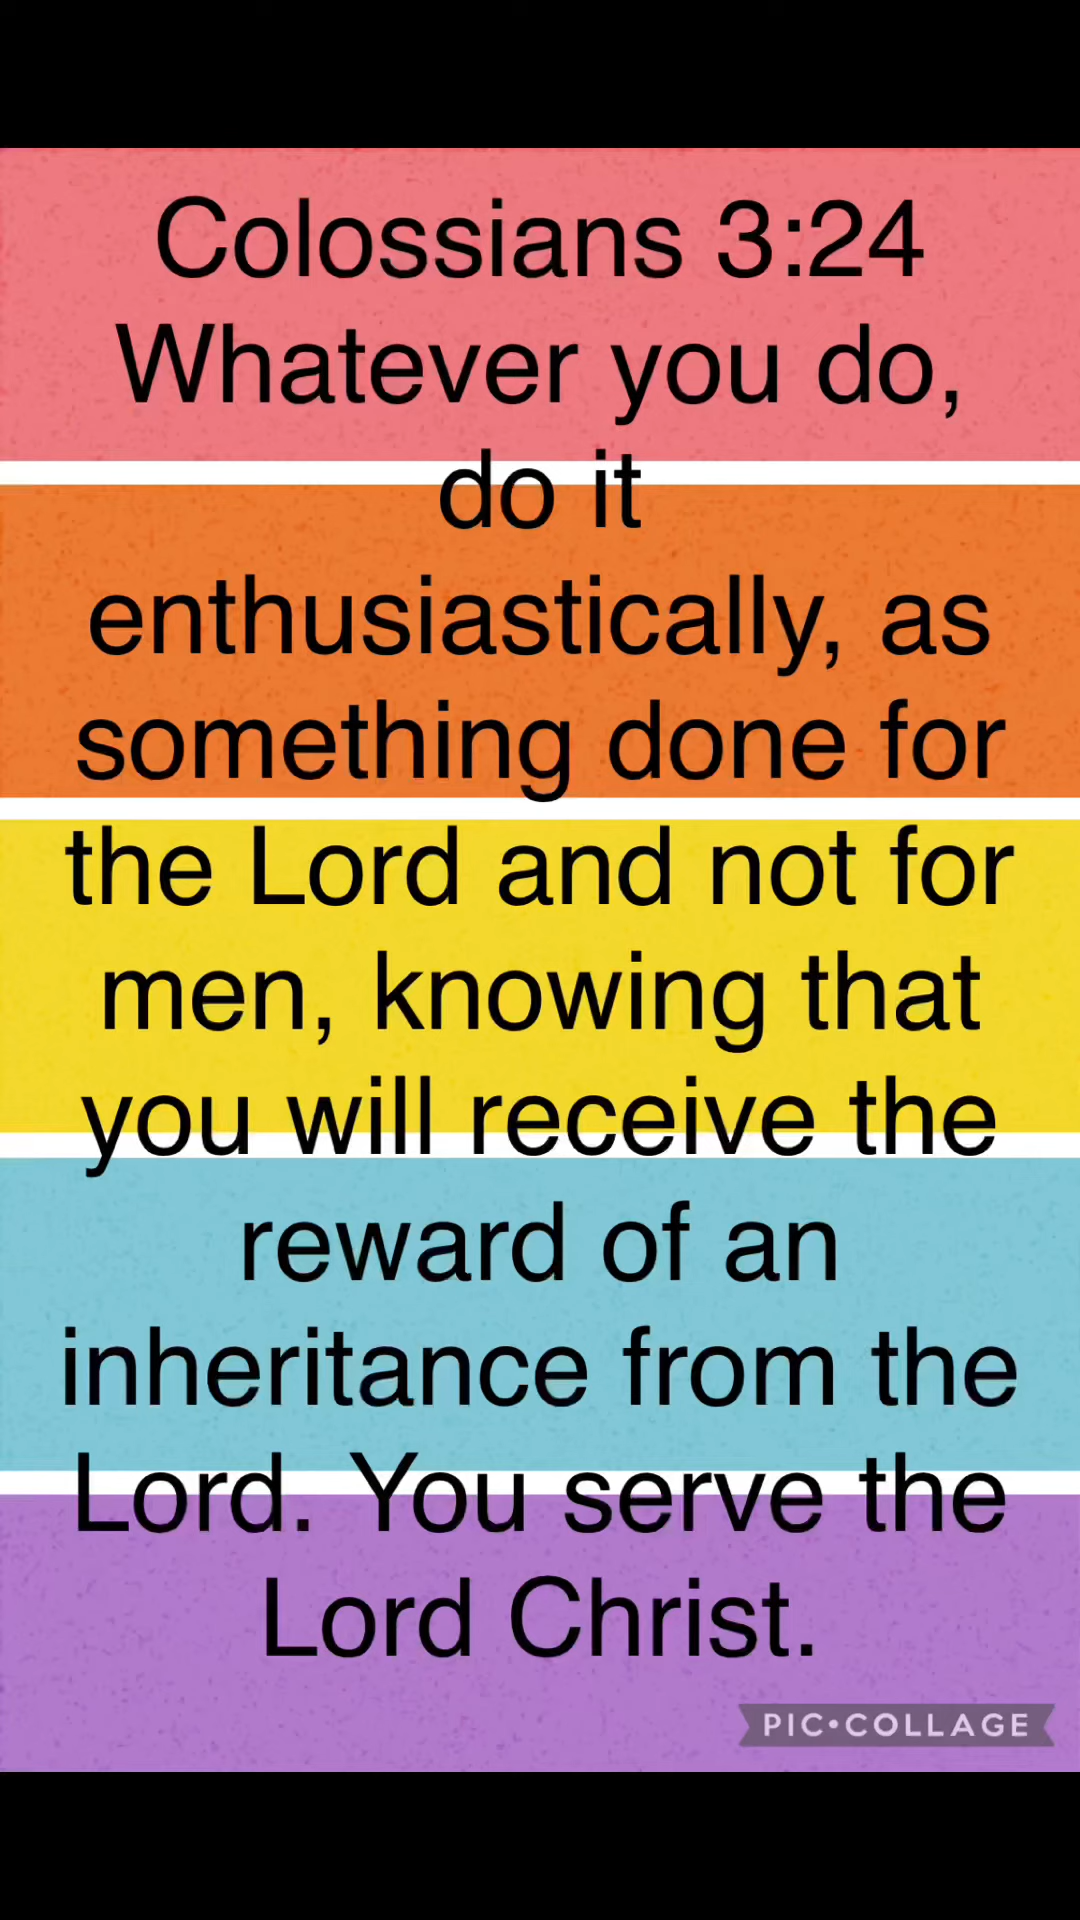 Colossians 3:24
Whatever you do,
do it
enthusiastically, as
something done for
the Lord and not for
men, knowing that
you will receive the
reward of an
inheritance from the
Lord. You serve the
Lord Christ.
PIC•COLLAGE